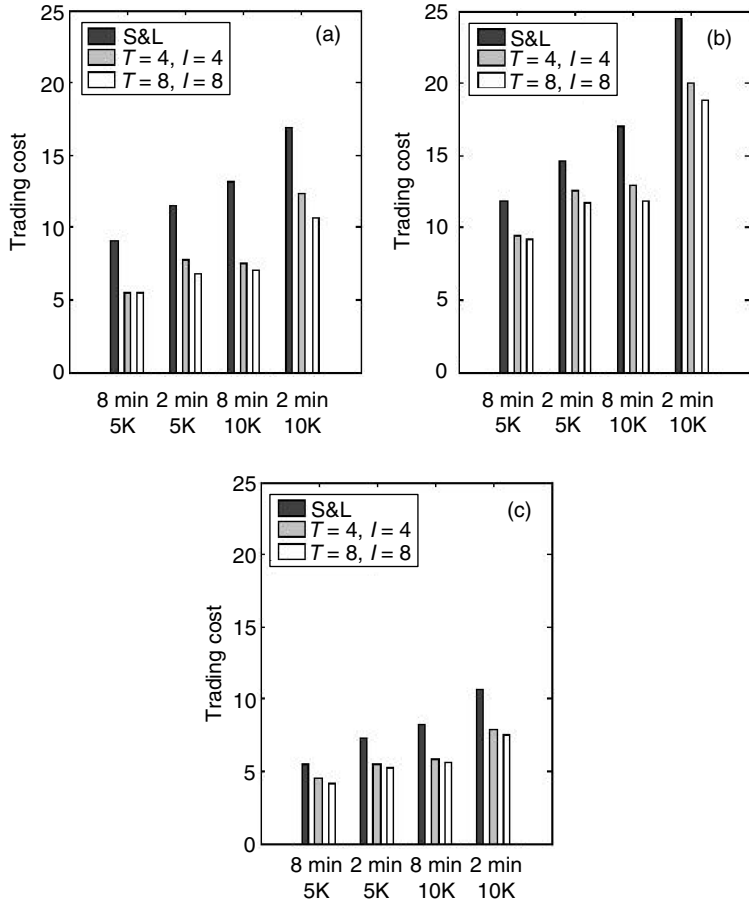 (a)
S&L
T = 4, I = 4
T = 8, I = 8
Trading cost
25
20
15
10
5
0
8 min 2 min 8 min 2 min
5K 5K 10K 10K
(b)
S&L
T = 4, I = 4
T = 8, I = 8
Trading cost
25
20
15
10
5
0
8 min 2 min 8 min 2 min
5K 5K 10K 10K
(c)
S&L
T = 4, I = 4
T = 8, I = 8
Trading cost
25
20
15
10
5
0
8 min 2 min 8 min 2 min
5K 5K 10K 10K